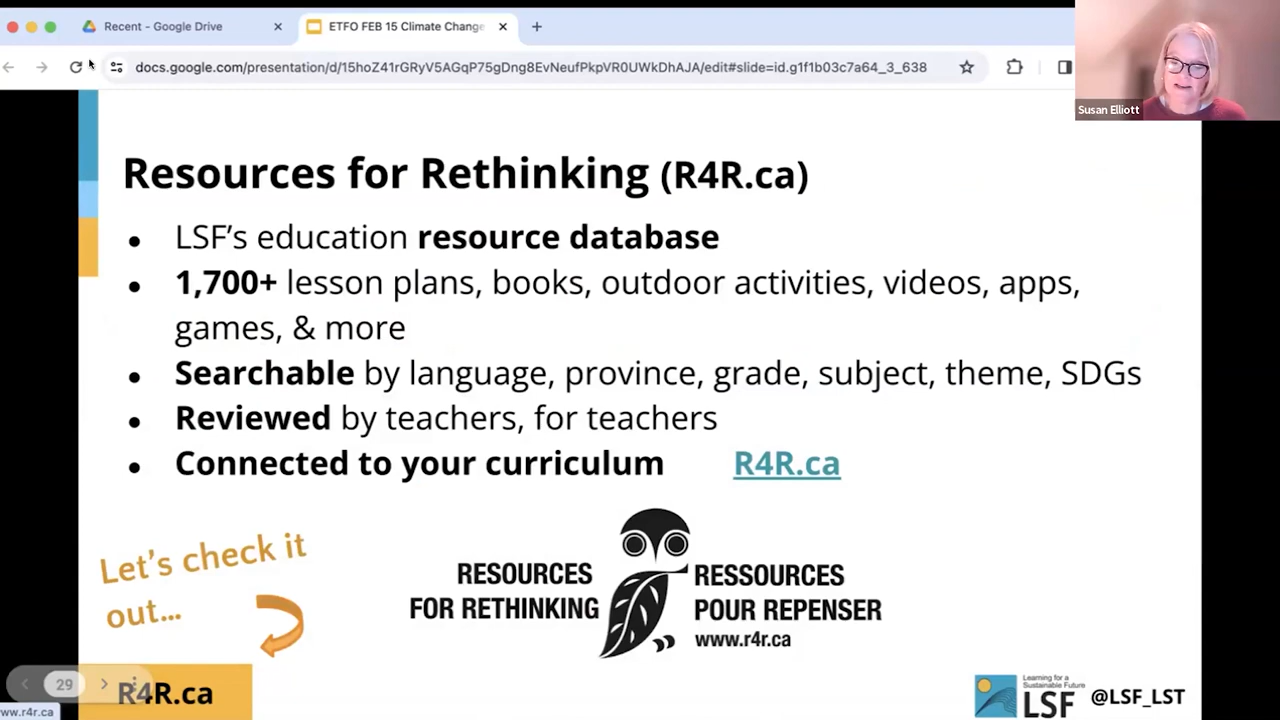 Recent - Google Drive
ETFO FEB 15 Climate Change
docs.google.com/presentation/d/15hoZ41rGRyV5AGqP75gDng8EvNeufPkpVR0UWkDhAJA/edit#slide=id.g1f1b03c7a64_3_638
Susan Elliott
Resources for Rethinking (R4R.ca)
● LSF's education resource database
● 1,700+ lesson plans, books, outdoor activities, videos, apps,
games, & more
● Searchable by language, province, grade, subject, theme, SDGs
● Reviewed by teachers, for teachers
● Connected to your curriculum R4R.ca
Let's check it
out...
RESOURCES
FOR RETHINKING
RESSOURCES
POUR REPENSER
www.r4r.ca
29
R4R.ca
ww.r4r.ca
Learning for a
Sustainable Future
LSF
@LSF_LST